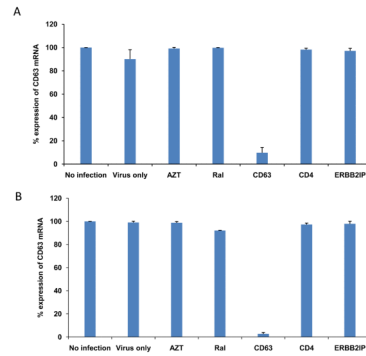 A
% expression of CD63 mRNA
120
100
80
60
40
20
0
No infection Virus only AZT Ral CD63 CD4 ERBB2IP
B
% expression of CD63 mRNA
120
100
80
60
40
20
0
No infection Virus only AZT Ral CD63 CD4 ERBB2IP